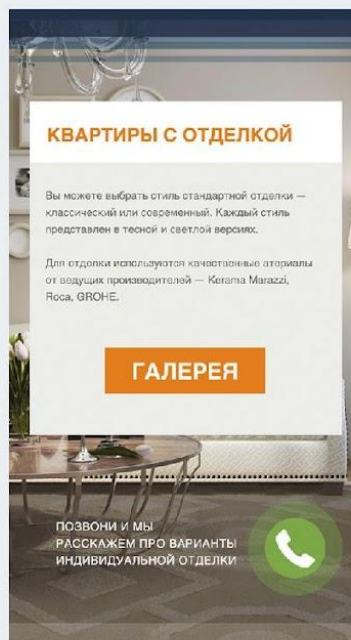 КВАРТИРЫ С ОТДЕЛКОЙ
Вы можете выбрать стиль стандартной отделки —
классический или современный. Каждый стиль
представлен в тесной и светлой версиях.
Для отделки используются качественные атериалы
от ведущих производителей — Kerama Marazzi,
Roca, GROHE.
ГАЛЕРЕЯ
ПОЗВОНИ И МЫ
РАССКАЖЕМ ПРО ВАРИАНТЫ
ИНДИВИДУАЛЬНОЙ ОТДЕЛКИ